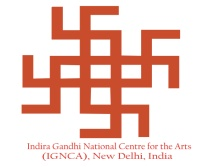 Indira Gandhi National Centre for the Arts
(IGNCA), New Delhi, India